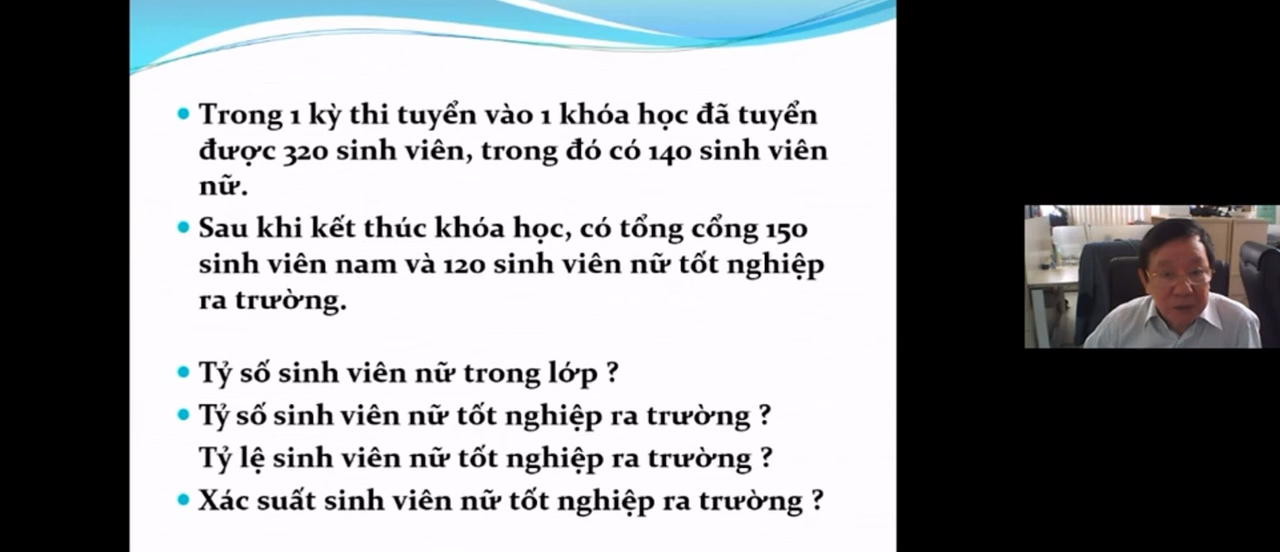 Trong 1 kỳ thi tuyển vào 1 khóa học đã tuyển
được 320 sinh viên, trong đó có 140 sinh viên
nữ.
Sau khi kết thúc khóa học, có tổng cổng 150
sinh viên nam và 120 sinh viên nữ tốt nghiệp
ra trường.
Tỷ số sinh viên nữ trong lớp ?
Tỷ số sinh viên nữ tốt nghiệp ra trường ?
Tỷ lệ sinh viên nữ tốt nghiệp ra trường ?
Xác suất sinh viên nữ tốt nghiệp ra trường ?